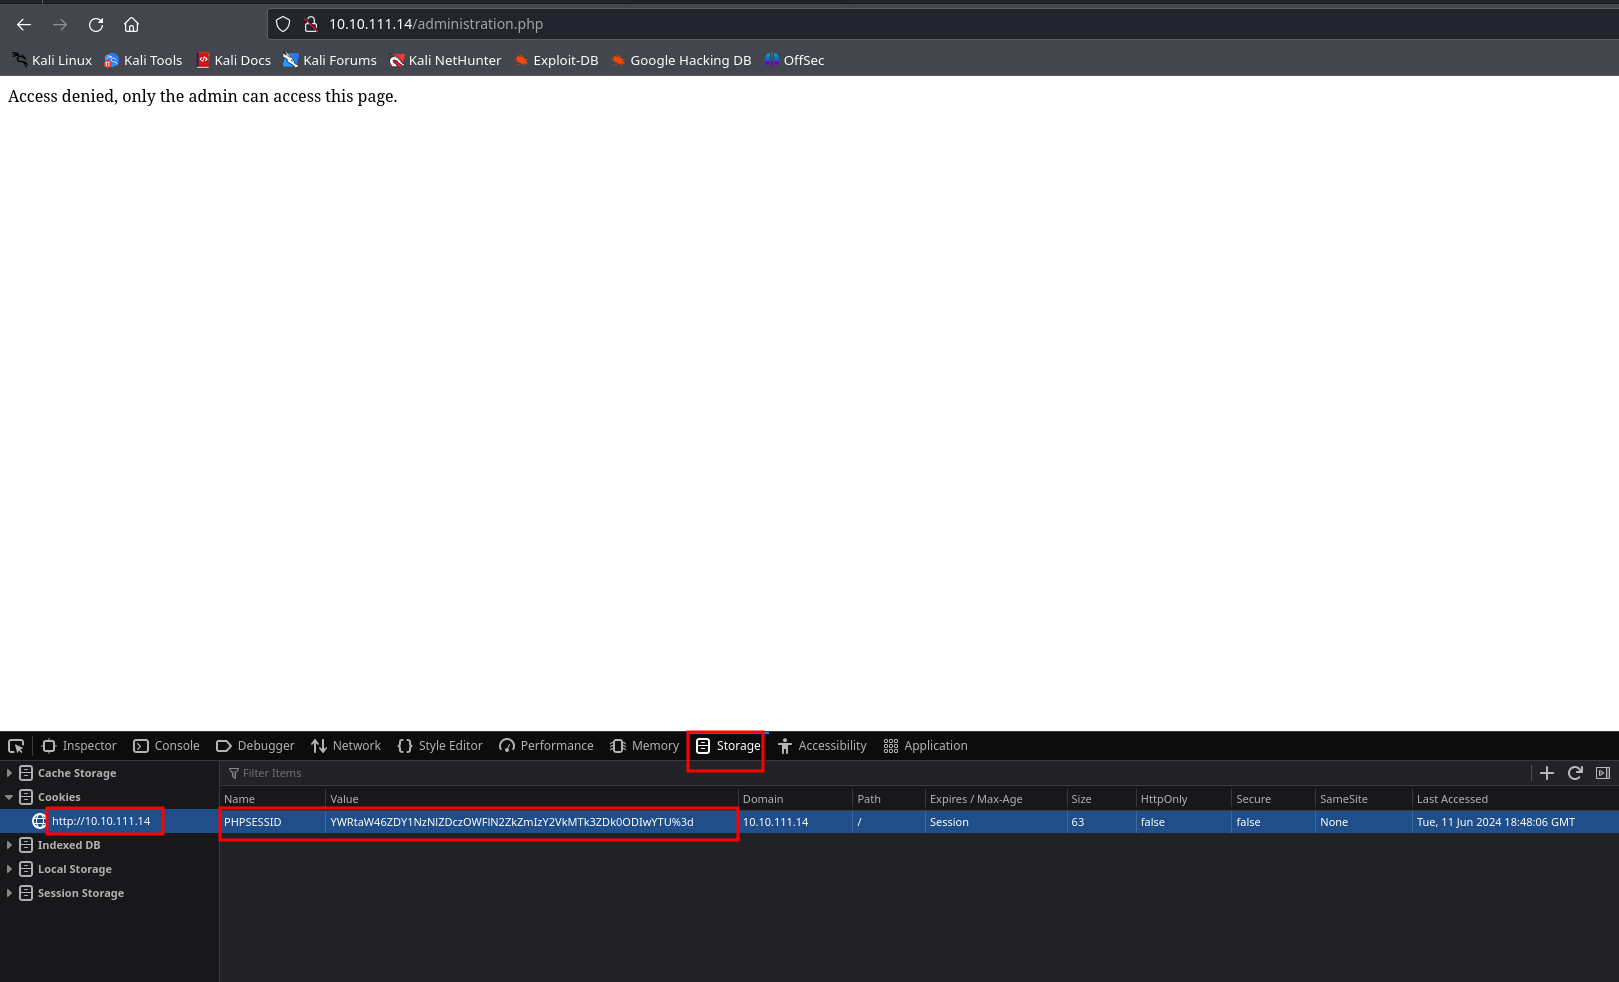 10.10.111.14/administration.php
Kali Linux Kali Tools Kali Docs Kali Forums Kali NetHunter Exploit-DB Google Hacking DB OffSec
Access denied, only the admin can access this page.
Inspector Console Debugger Network Style Editor Performance Memory Storage Accessibility Application
Cache Storage
Filter Items
Cookies
Name Value Domain Path Expires / Max-Age Size HttpOnly Secure SameSite Last Accessed
http://10.10.111.14
PHPSESSID YWRtaW46ZDY1NzNlZDczOWFlN2ZkZmIzY2VkMTk3ZDk0ODIwYTU%3d 10.10.111.14 / Session 63 false false None Tue, 11 Jun 2024 18:48:06 GMT
Indexed DB
Local Storage
Session Storage